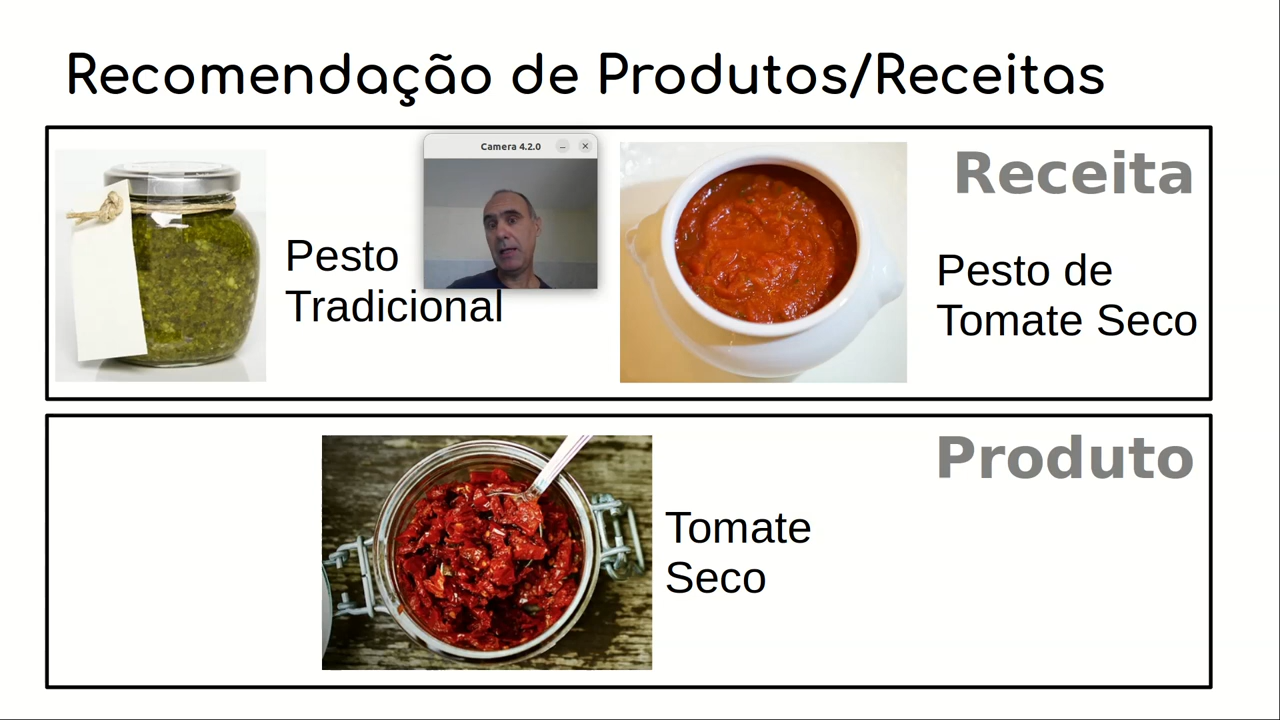 Recomendação de Produtos/Receitas
Camera 4.2.0
Receita
Pesto
Tradicional
Pesto de
Tomate Seco
Produto
Tomate
Seco